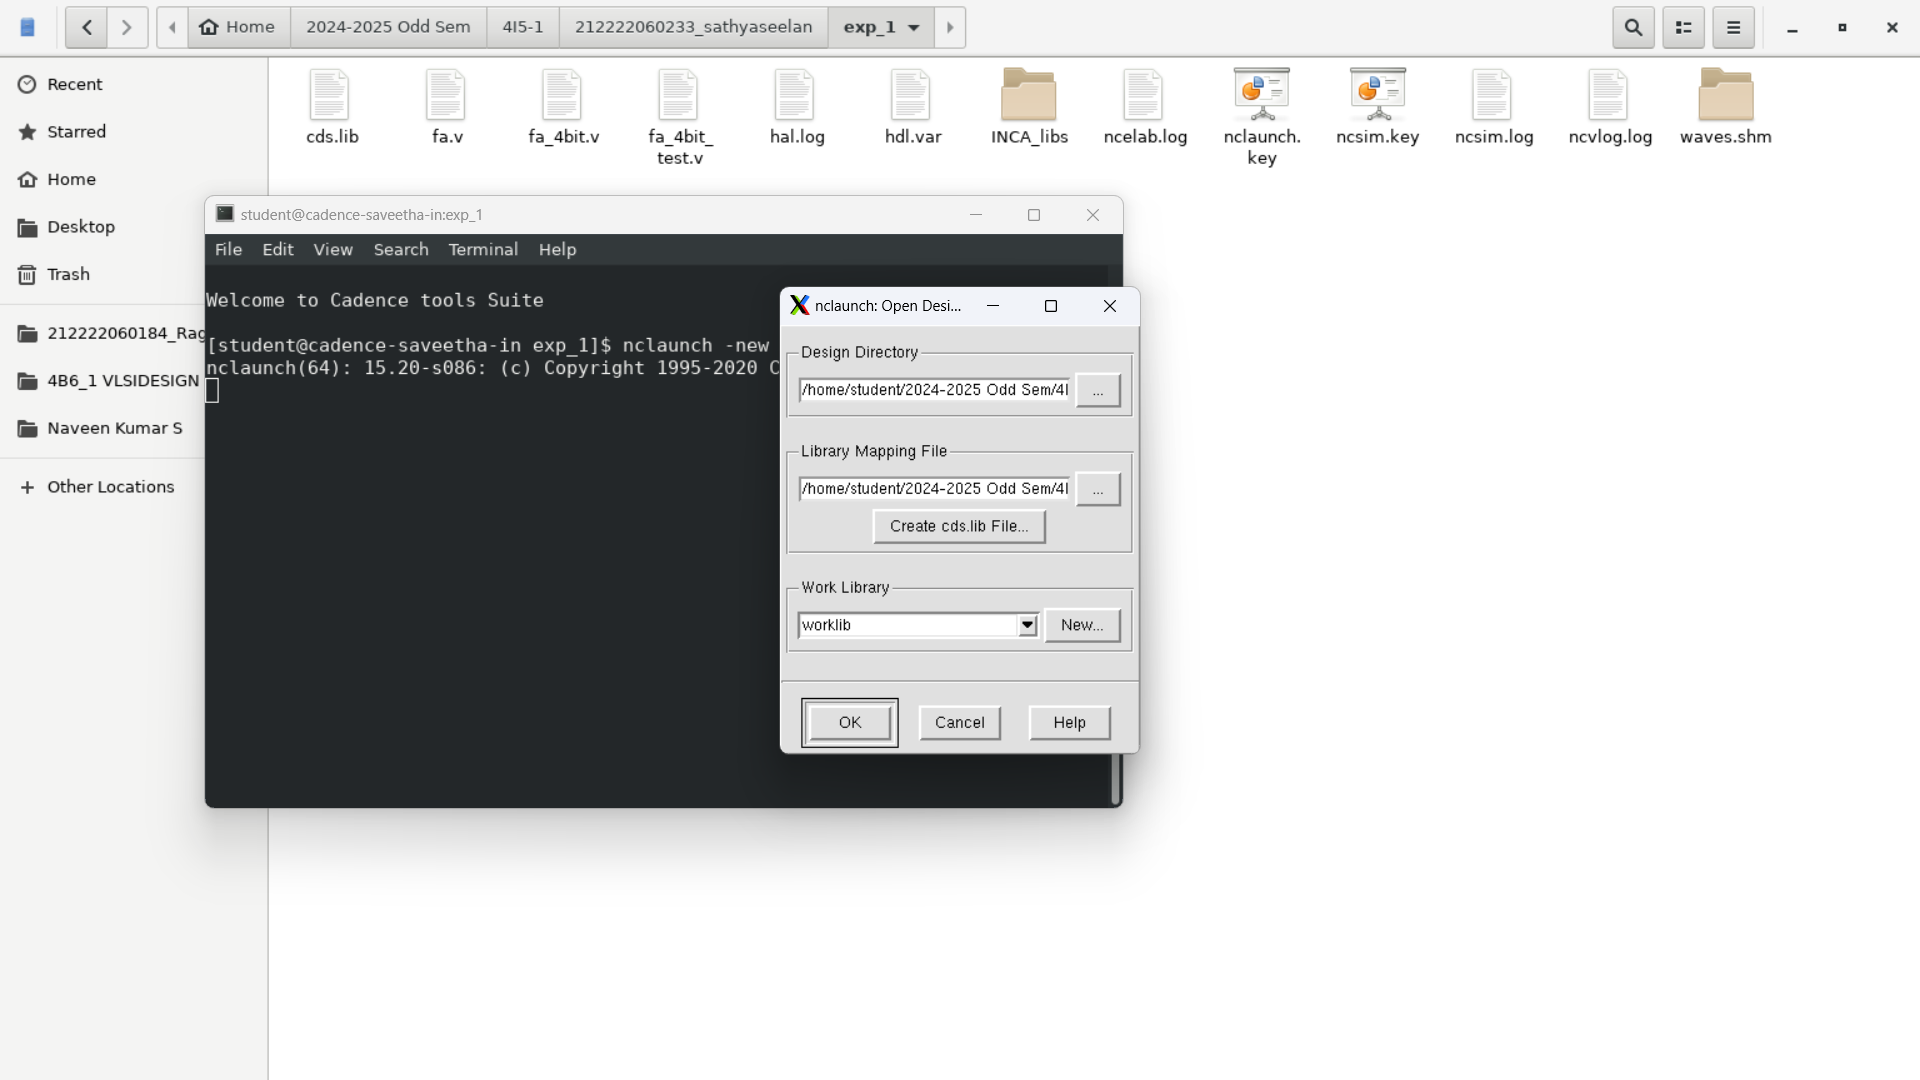 Home
2024-2025 Odd Sem
4I5-1
212222060233_sathyaseelan
exp_1
Recent
Starred
Home
Desktop
Trash
212222060184_Rag
4B6_1 VLSIDESIGN
Naveen Kumar S
Other Locations
cds.lib
fa.v
fa_4bit.v
fa_4bit_
test.v
hal.log
hdl.var
INCA_libs
ncelab.log
nclaunch.
key
ncsim.key
ncsim.log
ncvlog.log
waves.shm
student@cadence-saveetha-in:exp_1
File Edit View Search Terminal Help
Welcome to Cadence tools Suite
[student@cadence-saveetha-in exp_1]$ nclaunch -new
nclaunch(64): 15.20-s086: (c) Copyright 1995-2020 C
nclaunch: Open Desi...
Design Directory
/home/student/2024-2025 Odd Sem/4I
...
Library Mapping File
/home/student/2024-2025 Odd Sem/4I
...
Create cds.lib File...
Work Library
worklib
New...
OK
Cancel
Help